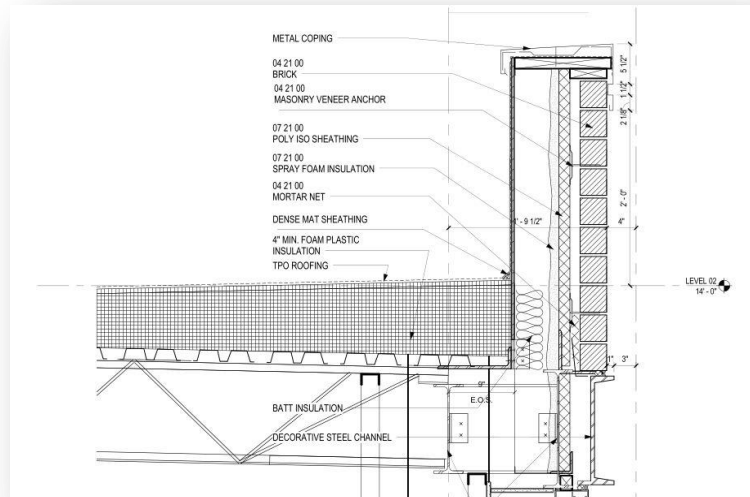 METAL COPING
04 21 00
BRICK
04 21 00
MASONRY VENEER ANCHOR
07 21 00
POLY ISO SHEATHING
07 21 00
SPRAY FOAM INSULATION
04 21 00
MORTAR NET
DENSE MAT SHEATHING
4" MIN. FOAM PLASTIC
INSULATION
TPO ROOFING
BATT INSULATION
DECORATIVE STEEL CHANNEL
5 1/2"
1 1/2"
2 1/8"
2' - 0"
- 9 1/2"
4"
LEVEL 02
14' - 0"
1"
3"
9"
E.O.S.